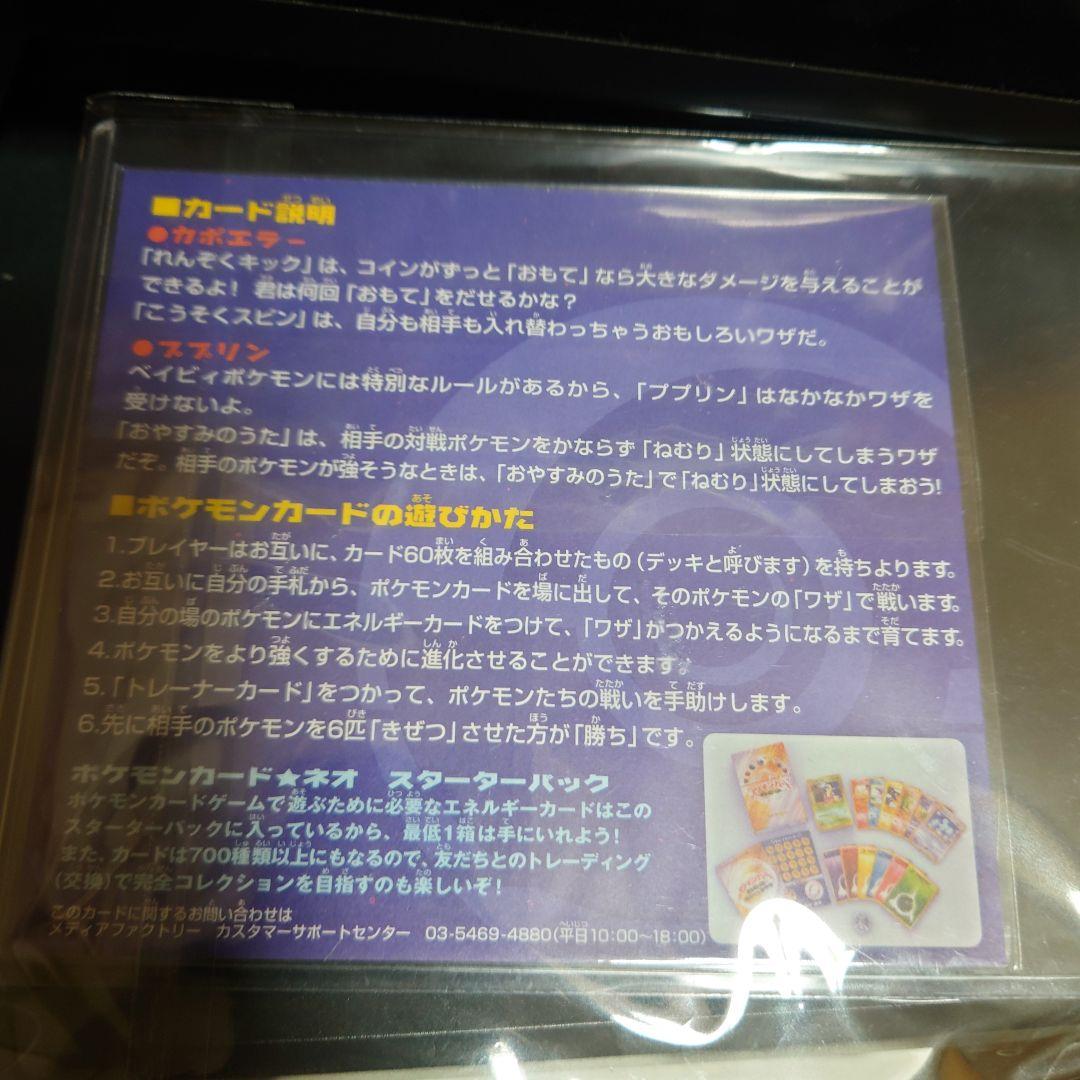 ■カード説明
●カポエラー
「れんぞくキック」は、コインがずっと「おもて」なら大きなダメージを与えることが
できるよ! 君は何回「おもて」をだせるかな?
「こうそくスピン」は、自分も相手も入れ替わっちゃうおもしろいワザだ。
●ププリン
ベイビィポケモンには特別なルールがあるから、「ププリン」はなかなかワザを
受けないよ。
「おやすみのうた」は、相手の対戦ポケモンをかならず「ねむり」状態にしてしまうワザ
だぞ。相手のポケモンが強そうなときは、「おやすみのうた」で「ねむり」状態にしてしまおう!
■ポケモンカードの遊びかた
1.プレイヤーはお互いに、カード60枚を組み合わせたもの(デッキと呼びます)を持ちよります。
2.お互いに自分の手札から、ポケモンカードを場に出して、そのポケモンの「ワザ」で戦います。
3.自分の場のポケモンにエネルギーカードをつけて、「ワザ」がつかえるようになるまで育てます。
4.ポケモンをより強くするために進化させることができます。
5.「トレーナーカード」をつかって、ポケモンたちの戦いを手助けします。
6.先に相手のポケモンを6匹「きぜつ」させた方が「勝ち」です。
ポケモンカード★ネオ スターターパック
ポケモンカードゲームで遊ぶために必要なエネルギーカードはこの
スターターパックに入っているから、最低1箱は手にいれよう!
また、カードは700種類以上にもなるので、友だちとのトレーディング
(交換)で完全コレクションを目指すのも楽しいぞ!
このカードに関するお問い合わせは
メディアファクトリー カスタマーサポートセンター 03-5469-4880(平日10:00〜18:00)